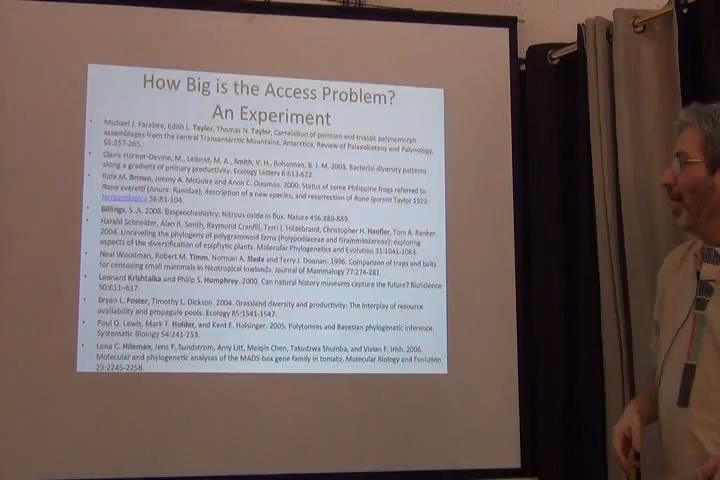 How Big is the Access Problem?
An Experiment
Michael J. Farabee, Edith L. Taylor, Thomas N. Taylor, Correlation of permian and triassic palynomorph
assemblages from the central Transantarctic Mountains, Antarctica, Review of Palaeobotany and Palynology,
65:257-265.
Claire Horner-Devine, M., Leibold, M. A., Smith, V. H., Bohannan, B. J. M. 2003. Bacterial diversity patterns
along a gradient of primary productivity. Ecology Letters 6:613-622.
Rafe M. Brown, Jimmy A. McGuire and Arvin C. Diesmos. 2000. Status of some Philippine frogs referred to
Rana everetti (Anura: Ranidae), description of a new species, and resurrection of Rana igorota Taylor 1922.
Herpetologica 56:81-104.
Billings, S. A. 2008. Biogeochemistry: Nitrous oxide in flux. Nature 456:888-889.
Harald Schneider, Alan R. Smith, Raymond Cranfill, Terri J. Hildebrand, Christopher H. Haufler, Tom A. Ranker.
2004. Unraveling the phylogeny of polygrammoid ferns (Polypodiaceae and Grammitidaceae): exploring
aspects of the diversification of epiphytic plants. Molecular Phylogenetics and Evolution 31:1041-1063.
Neal Woodman, Robert M. Timm, Norman A. Slade and Terry J. Doonan. 1996. Comparison of traps and baits
for censusing small mammals in Neotropical lowlands. Journal of Mammalogy 77:274-281.
Leonard Krishtalka and Philip S. Humphrey. 2000. Can natural history museums capture the future? BioScience
50:611–617.
Bryan L. Foster, Timothy L. Dickson. 2004. Grassland diversity and productivity: The interplay of resource
availability and propagule pools. Ecology 85:1541-1547.
Paul O. Lewis, Mark T. Holder, and Kent E. Holsinger. 2005. Polytomies and Bayesian phylogenetic inference.
Systematic Biology 54:241-253.
Lena C. Hileman, Jens F. Sundstrom, Amy Litt, Meiqin Chen, Takudzwa Shumba, and Vivian F. Irish. 2006.
Molecular and phylogenetic analyses of the MADS-box gene family in tomato. Molecular Biology and Evolution
23:2245-2258.